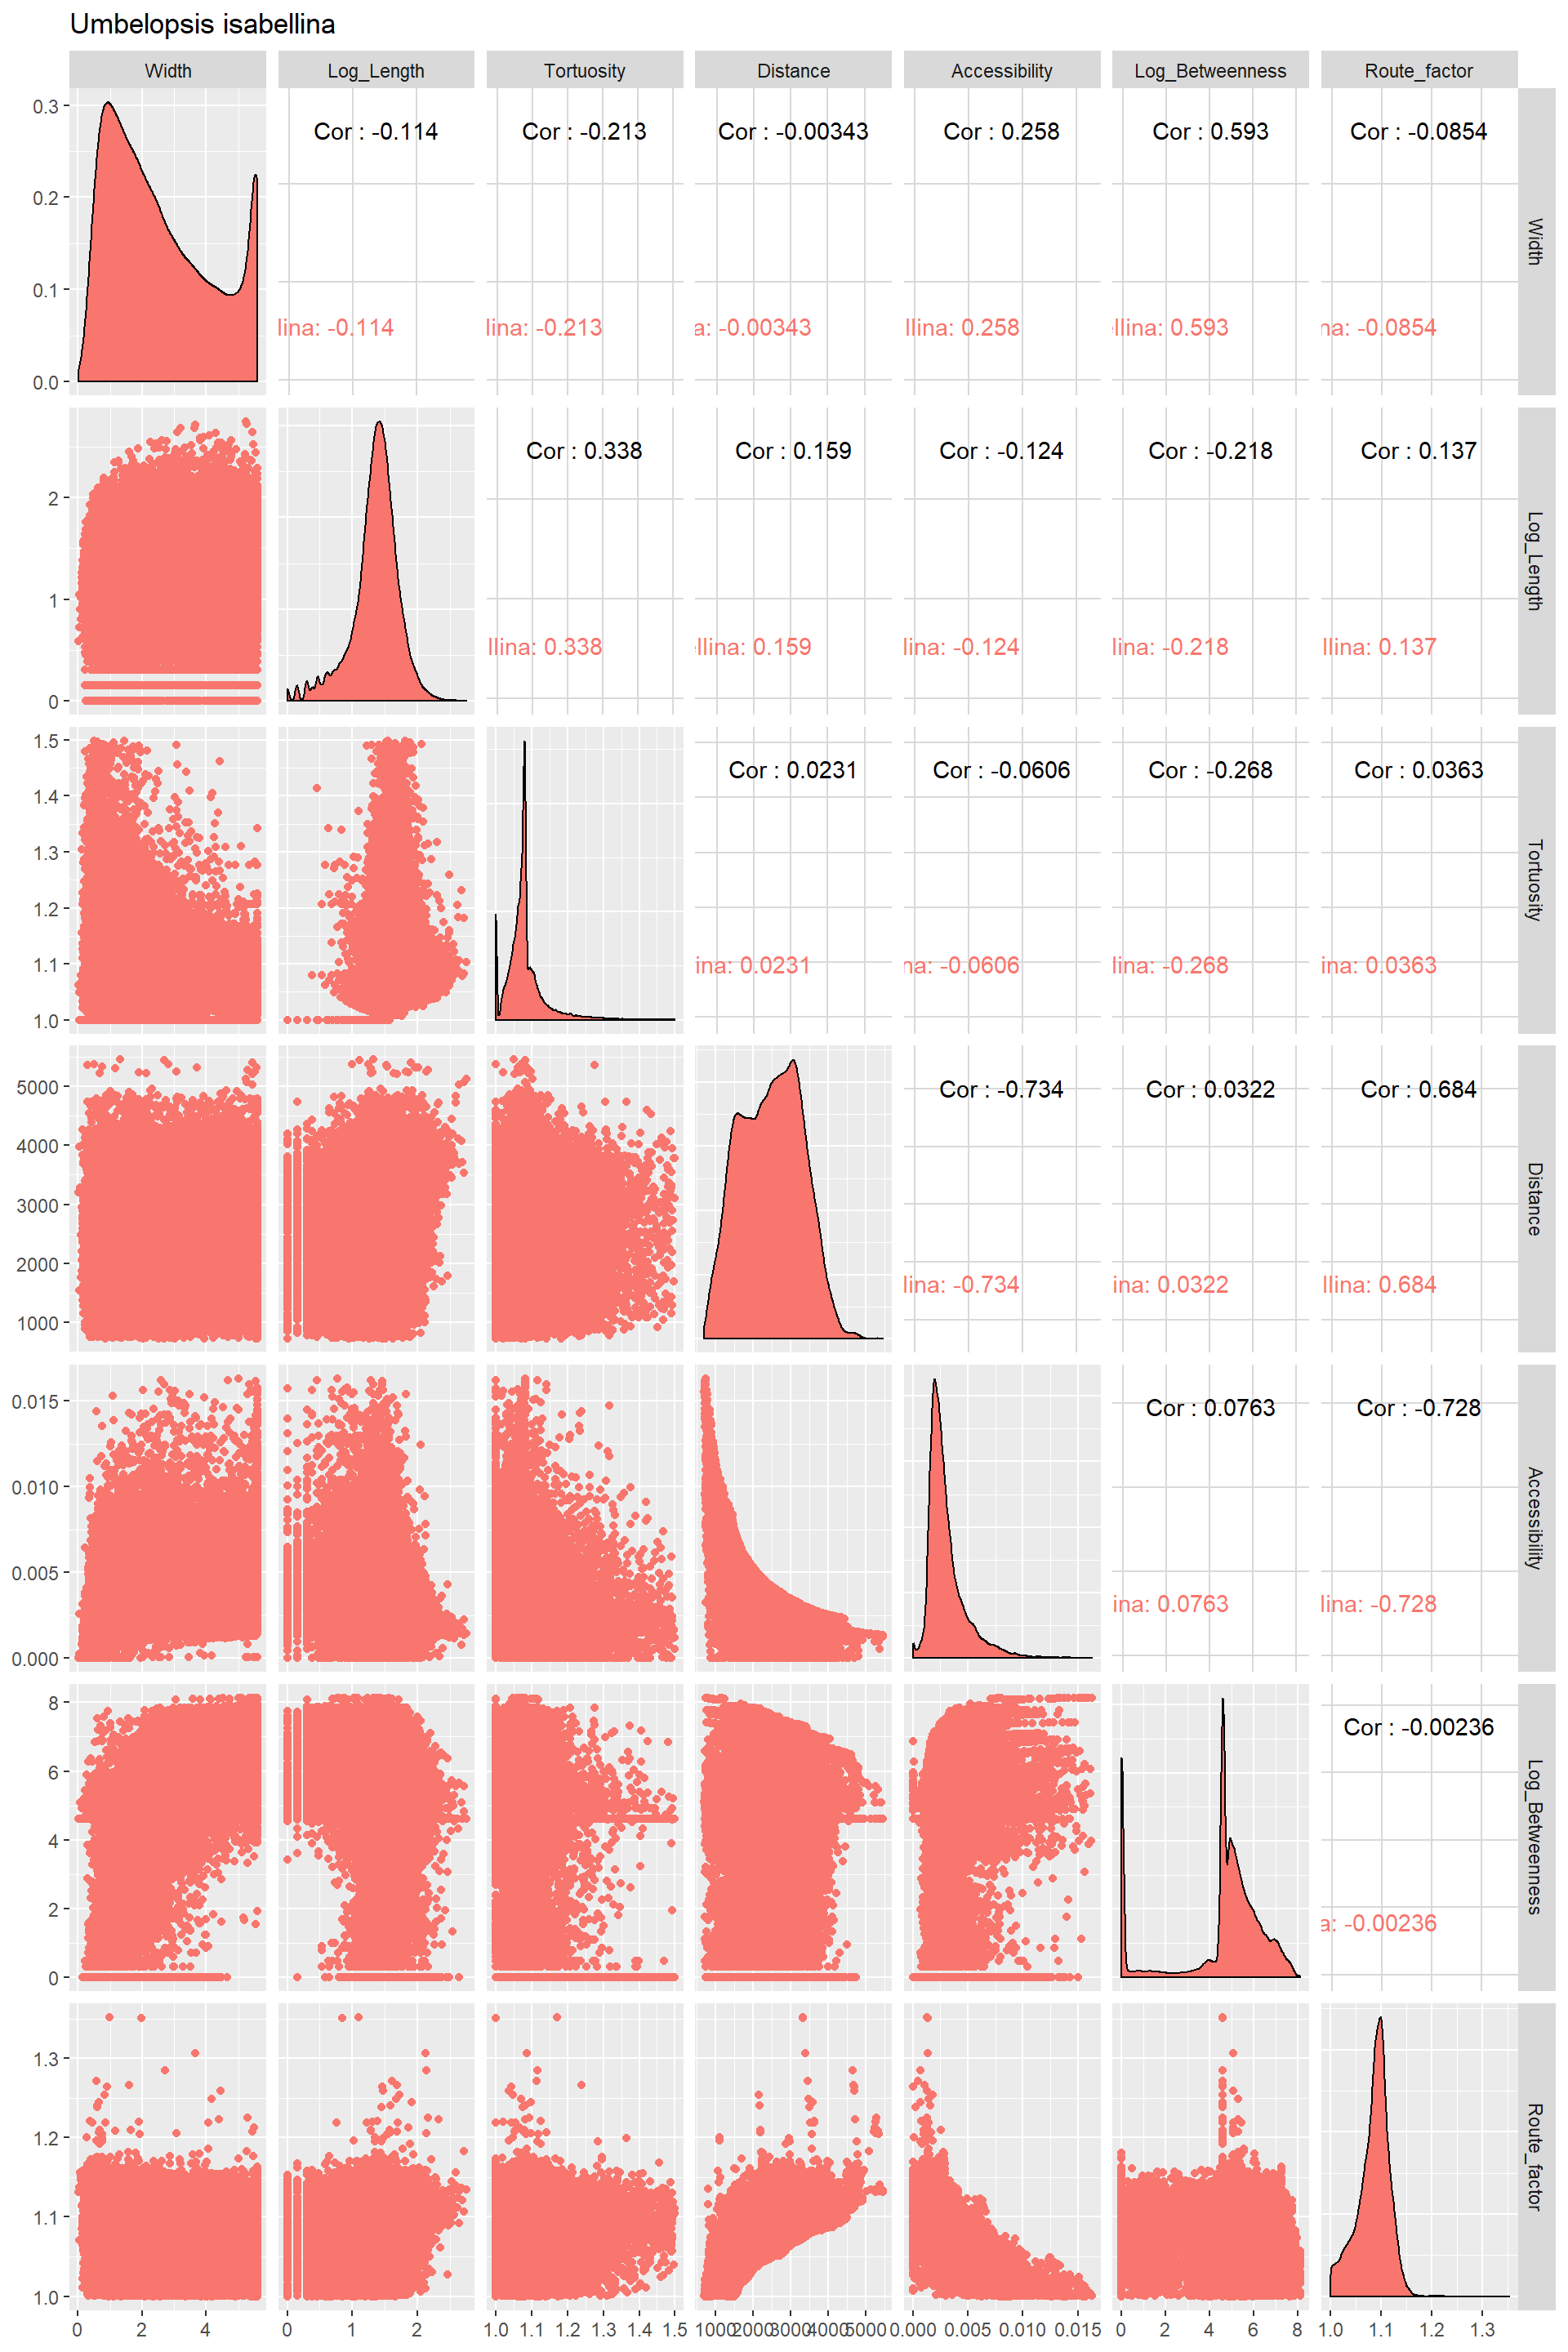 Umbelopsis isabellina
Width Log_Length Tortuosity Distance Accessibility Log_Betweenness Route_factor
0.3
Cor : -0.114 Cor : -0.213 Cor : -0.00343 Cor : 0.258 Cor : 0.593 Cor : -0.0854
0.2
Width
0.1
lina: -0.114 lina: -0.213 a: -0.00343 llina: 0.258 ellina: 0.593 na: -0.0854
0.0
Cor : 0.338 Cor : 0.159 Cor : -0.124 Cor : -0.218 Cor : 0.137
2
Log_Length
1
llina: 0.338 ellina: 0.159 lina: -0.124 lina: -0.218 llina: 0.137
0
1.5
Cor : 0.0231 Cor : -0.0606 Cor : -0.268 Cor : 0.0363
1.4
1.3
Tortuosity
1.2
1.1
ina: 0.0231 na: -0.0606 lina: -0.268 ina: 0.0363
1.0
5000
Cor : -0.734 Cor : 0.0322 Cor : 0.684
4000
Distance
3000
2000
lina: -0.734 ina: 0.0322 llina: 0.684
1000
0.015
Cor : 0.0763 Cor : -0.728
0.010
Accessibility
0.005
ina: 0.0763 lina: -0.728
0.000
8
Cor : -0.00236
6
Log_Betweenness
4
2
a: -0.00236
0
1.3
1.2
Route_factor
1.1
1.0
0 2 4 0 1 2 1.0 1.1 1.2 1.3 1.4 1.5 1000 2000 3000 4000 5000 0.000 0.005 0.010 0.015 0 2 4 6 8 1.0 1.1 1.2 1.3